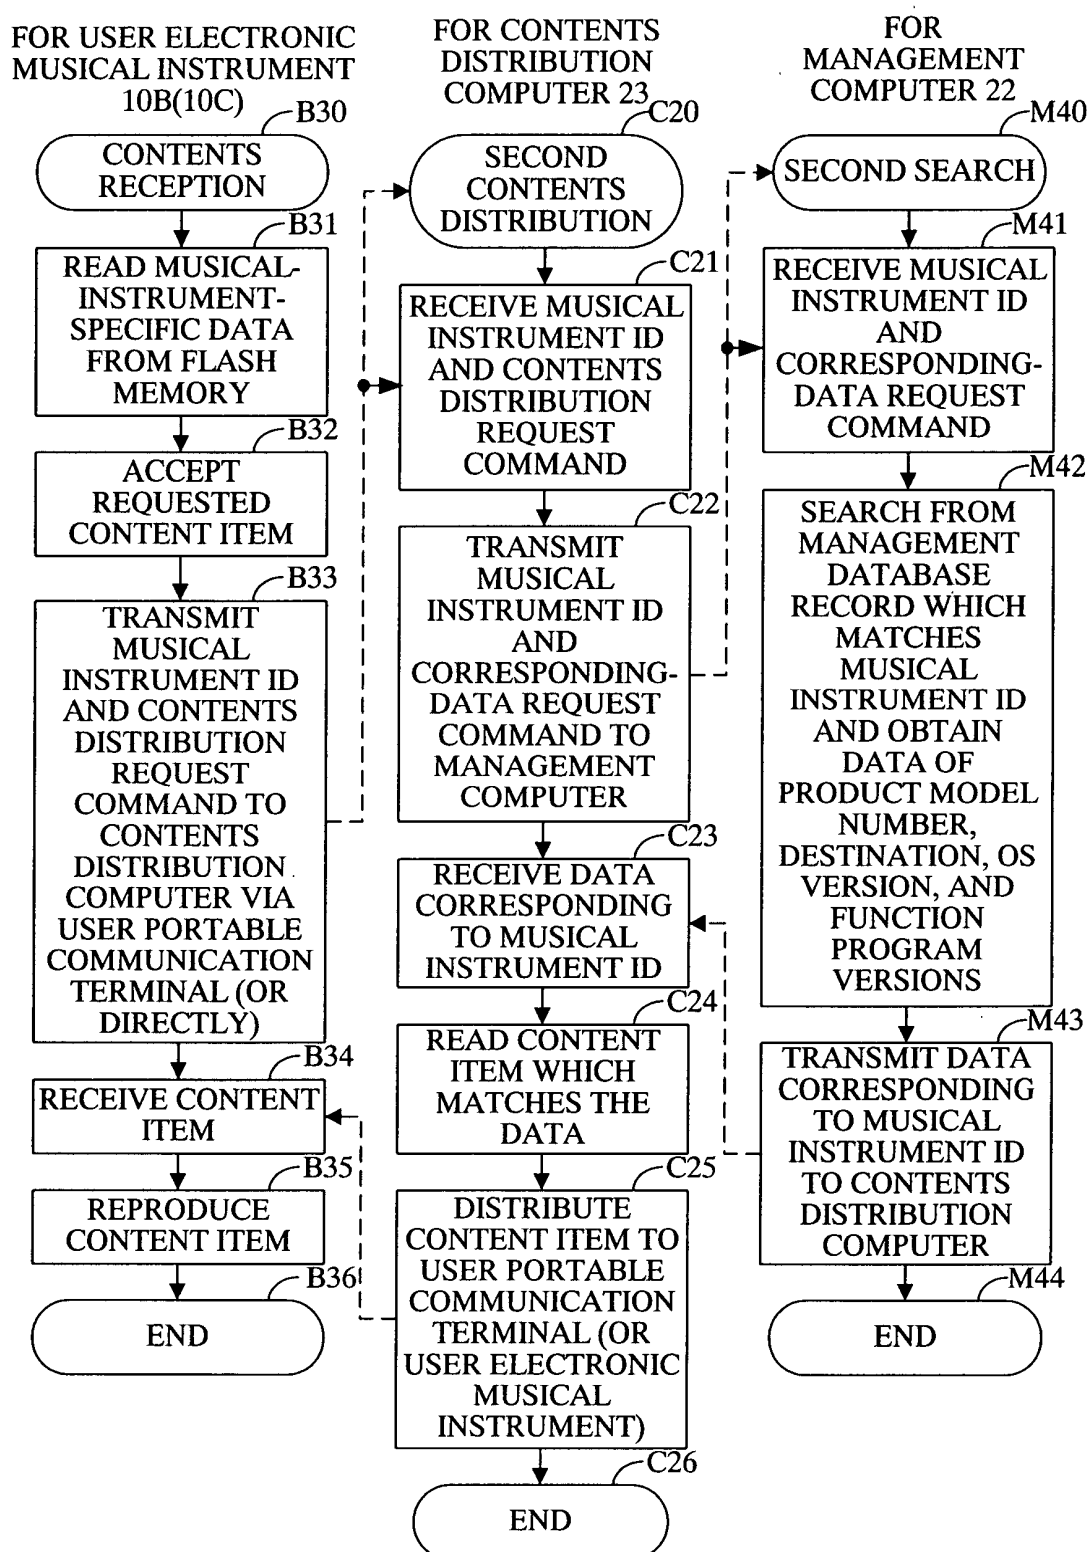 FOR USER ELECTRONIC
MUSICAL INSTRUMENT
10B(10C)
B30
CONTENTS
RECEPTION
B31
READ MUSICAL-
INSTRUMENT-
SPECIFIC DATA
FROM FLASH
MEMORY
B32
ACCEPT
REQUESTED
CONTENT ITEM
B33
TRANSMIT
MUSICAL
INSTRUMENT ID
AND CONTENTS
DISTRIBUTION
REQUEST
COMMAND TO
CONTENTS
DISTRIBUTION
COMPUTER VIA
USER PORTABLE
COMMUNICATION
TERMINAL (OR
DIRECTLY)
B34
RECEIVE CONTENT
ITEM
B35
REPRODUCE
CONTENT ITEM
B36
END
FOR CONTENTS
DISTRIBUTION
COMPUTER 23
C20
SECOND
CONTENTS
DISTRIBUTION
C21
RECEIVE MUSICAL
INSTRUMENT ID
AND CONTENTS
DISTRIBUTION
REQUEST
COMMAND
C22
TRANSMIT
MUSICAL
INSTRUMENT ID
AND
CORRESPONDING-
DATA REQUEST
COMMAND TO
MANAGEMENT
COMPUTER
C23
RECEIVE DATA
CORRESPONDING
TO MUSICAL
INSTRUMENT ID
C24
READ CONTENT
ITEM WHICH
MATCHES THE
DATA
C25
DISTRIBUTE
CONTENT ITEM TO
USER PORTABLE
COMMUNICATION
TERMINAL (OR
USER ELECTRONIC
MUSICAL
INSTRUMENT)
C26
END
FOR
MANAGEMENT
COMPUTER 22
M40
SECOND SEARCH
M41
RECEIVE MUSICAL
INSTRUMENT ID
AND
CORRESPONDING-
DATA REQUEST
COMMAND
M42
SEARCH FROM
MANAGEMENT
DATABASE
RECORD WHICH
MATCHES
MUSICAL
INSTRUMENT ID
AND OBTAIN
DATA OF
PRODUCT MODEL
NUMBER,
DESTINATION, OS
VERSION, AND
FUNCTION
PROGRAM
VERSIONS
M43
TRANSMIT DATA
CORRESPONDING
TO MUSICAL
INSTRUMENT ID
TO CONTENTS
DISTRIBUTION
COMPUTER
M44
END